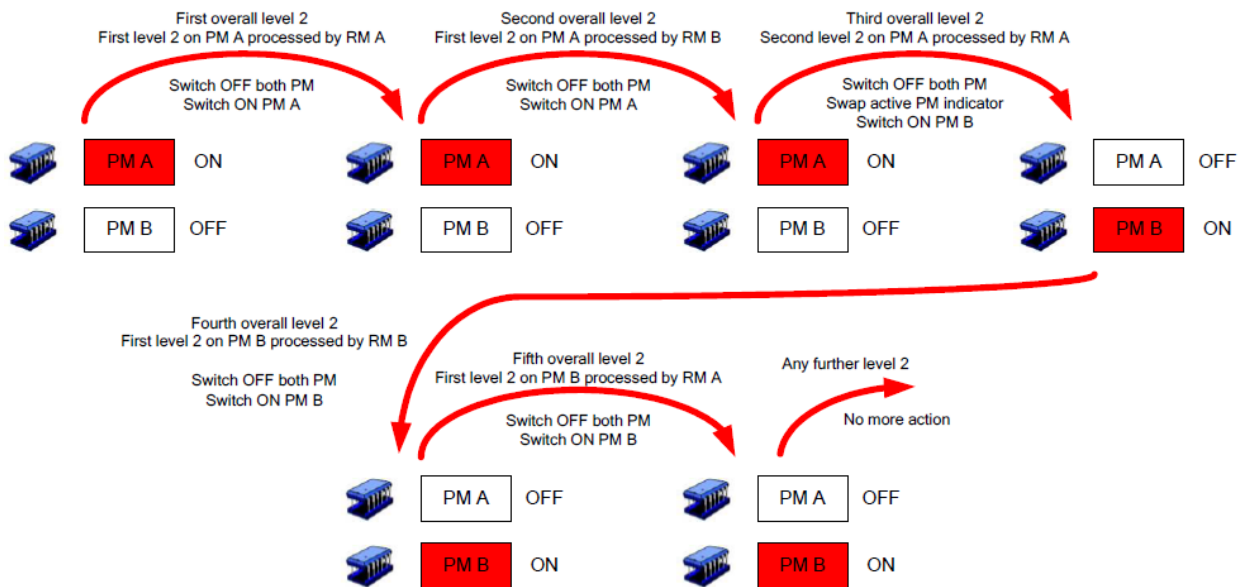 First overall level 2
First level 2 on PM A processed by RM A
Switch OFF both PM
Switch ON PM A
Second overall level 2
First level 2 on PM A processed by RM B
Switch OFF both PM
Switch ON PM A
Third overall level 2
Second level 2 on PM A processed by RM A
Switch OFF both PM
Swap active PM indicator
Switch ON PM B
PM A ON
PM A ON
PM A ON
PM A OFF
PM B OFF
PM B OFF
PM B OFF
PM B ON
Fourth overall level 2
First level 2 on PM B processed by RM B
Switch OFF both PM
Switch ON PM B
Fifth overall level 2
First level 2 on PM B processed by RM A
Switch OFF both PM
Switch ON PM B
Any further level 2
No more action
PM A OFF
PM A OFF
PM B ON
PM B ON